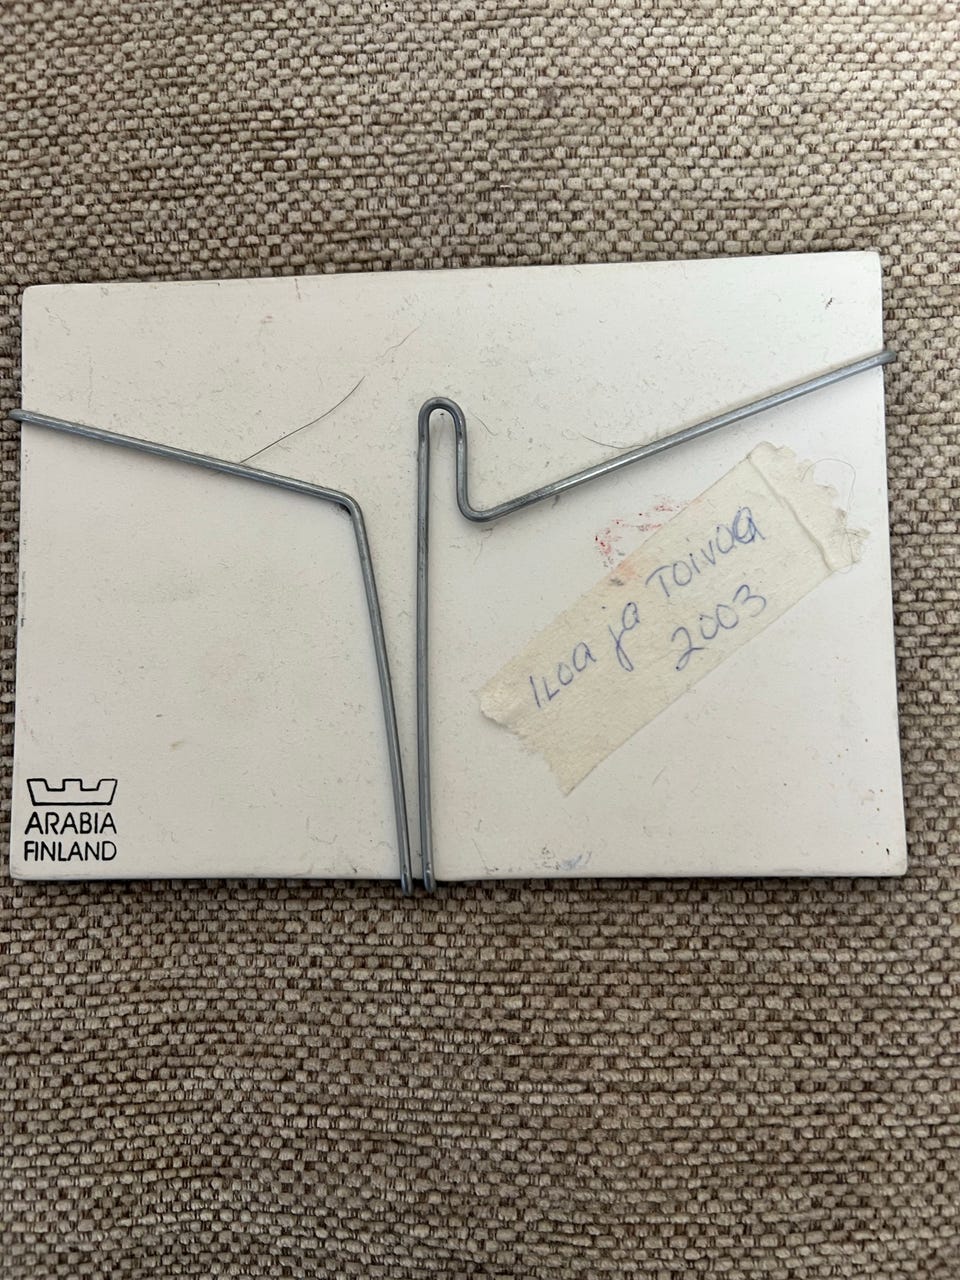 Iloa ja Toivoa
2003
ARABIA
FINLAND